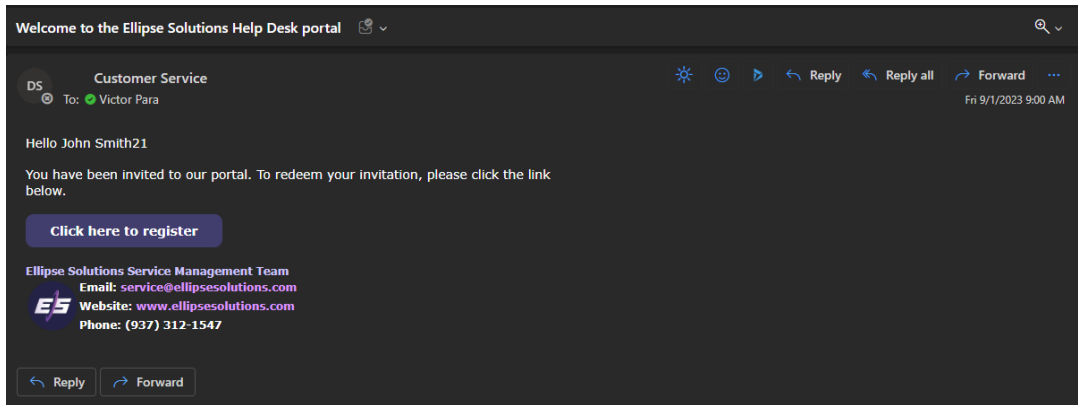 Welcome to the Ellipse Solutions Help Desk portal
DS
Customer Service
To: Victor Para
Reply
Reply all
Forward
Fri 9/1/2023 9:00 AM
Hello John Smith21
You have been invited to our portal. To redeem your invitation, please click the link
below.
Click here to register
Ellipse Solutions Service Management Team
Email: service@ellipsesolutions.com
ES
Website: www.ellipsesolutions.com
Phone: (937) 312-1547
Reply
Forward